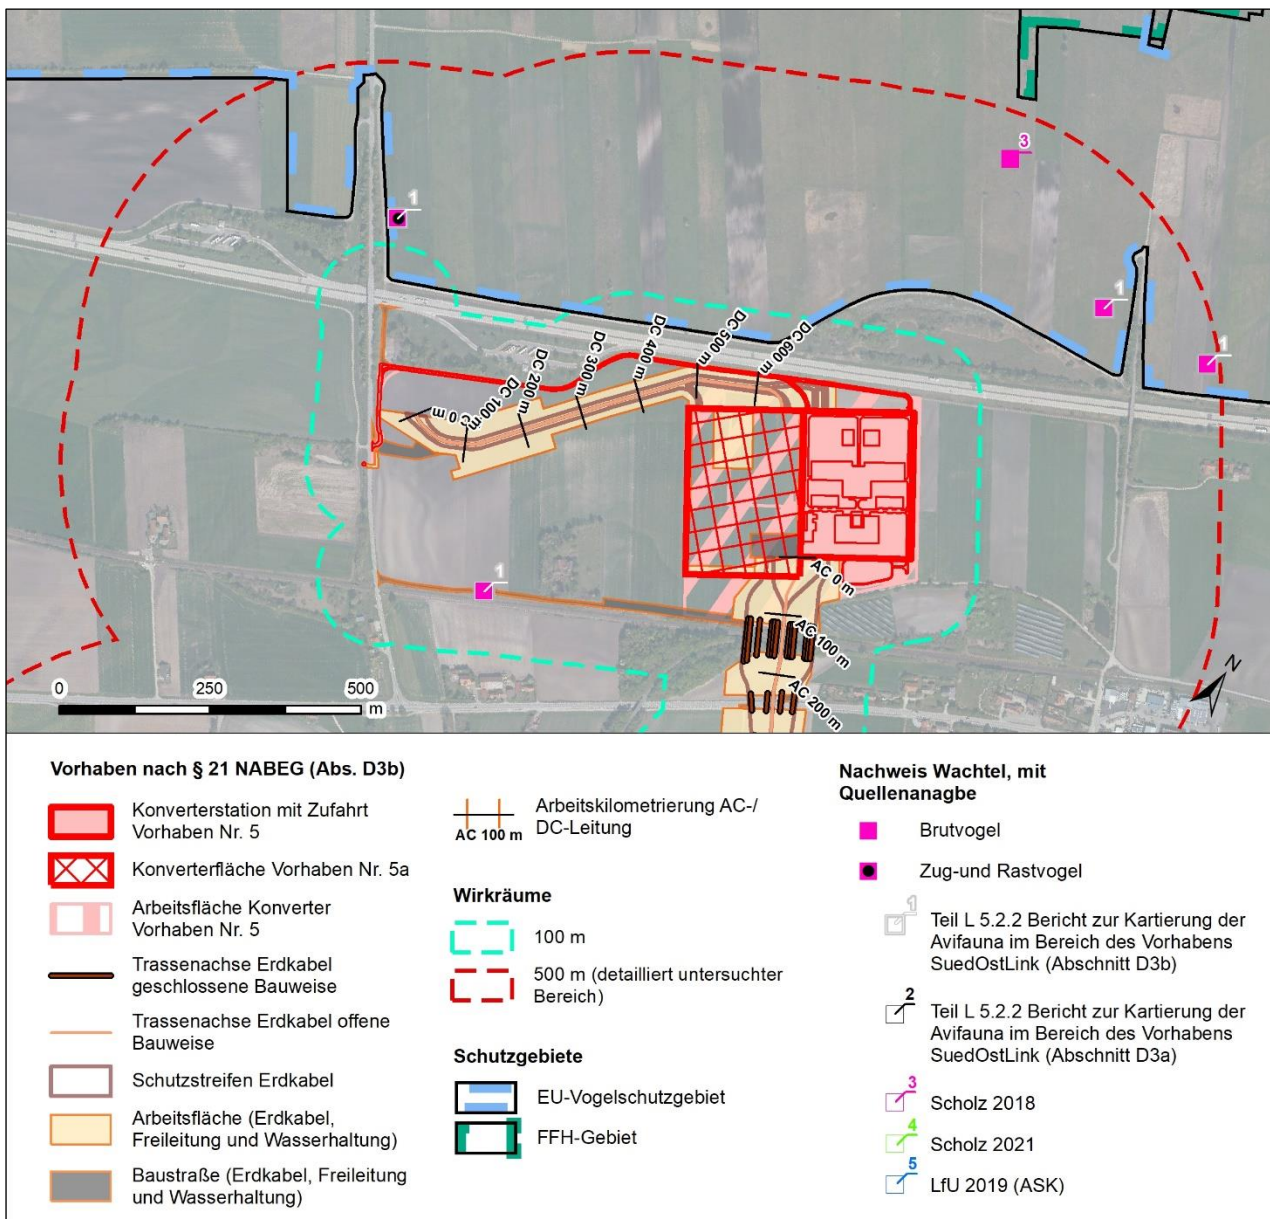 3
1
1
1
DC 600 m
DC 500 m
DC 400 m
DC 300 m
DC 200 m
DC 100 m
0 m
AC 0 m
1
AC 100 m
AC 200 m
N
0 250 500
m
Vorhaben nach § 21 NABEG (Abs. D3b)
Konverterstation mit Zufahrt
Vorhaben Nr. 5
Konverterfläche Vorhaben Nr. 5a
Arbeitsfläche Konverter
Vorhaben Nr. 5
Trassenachse Erdkabel
geschlossene Bauweise
Trassenachse Erdkabel offene
Bauweise
Schutzstreifen Erdkabel
Arbeitsfläche (Erdkabel,
Freileitung und Wasserhaltung)
Baustraße (Erdkabel, Freileitung
und Wasserhaltung)
AC 100 m
Arbeitskilometrierung AC-/
DC-Leitung
Wirkräume
100 m
500 m (detailliert untersuchter
Bereich)
Schutzgebiete
EU-Vogelschutzgebiet
FFH-Gebiet
Nachweis Wachtel, mit
Quellenanagbe
Brutvogel
Zug-und Rastvogel
1
Teil L 5.2.2 Bericht zur Kartierung der
Avifauna im Bereich des Vorhabens
SuedOstLink (Abschnitt D3b)
2
Teil L 5.2.2 Bericht zur Kartierung der
Avifauna im Bereich des Vorhabens
SuedOstLink (Abschnitt D3a)
3
Scholz 2018
4
Scholz 2021
5
LfU 2019 (ASK)